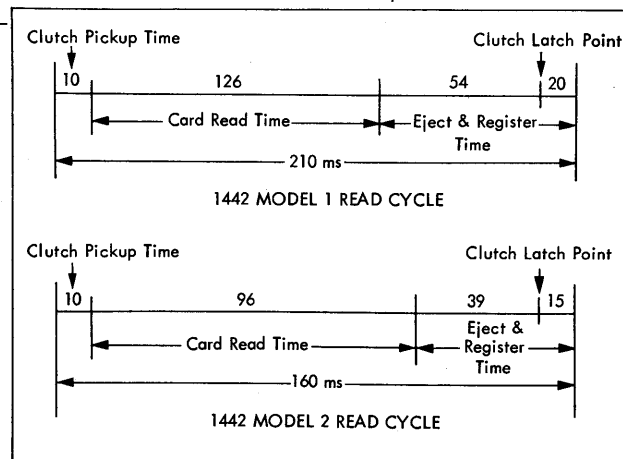 Clutch Pickup Time
Clutch Latch Point
10 126 54 20
Card Read Time
Eject & Register
Time
210 ms
1442 MODEL 1 READ CYCLE
Clutch Pickup Time
Clutch Latch Point
10 96 39 15
Eject &
Card Read Time
Register
Time
160 ms
1442 MODEL 2 READ CYCLE